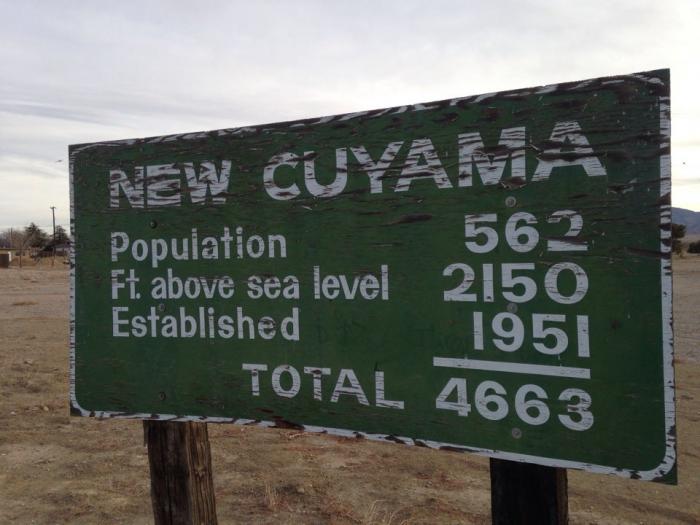 NEW CUYAMA
Population 562
Ft. above sea level 2150
Established 1951
TOTAL 4663